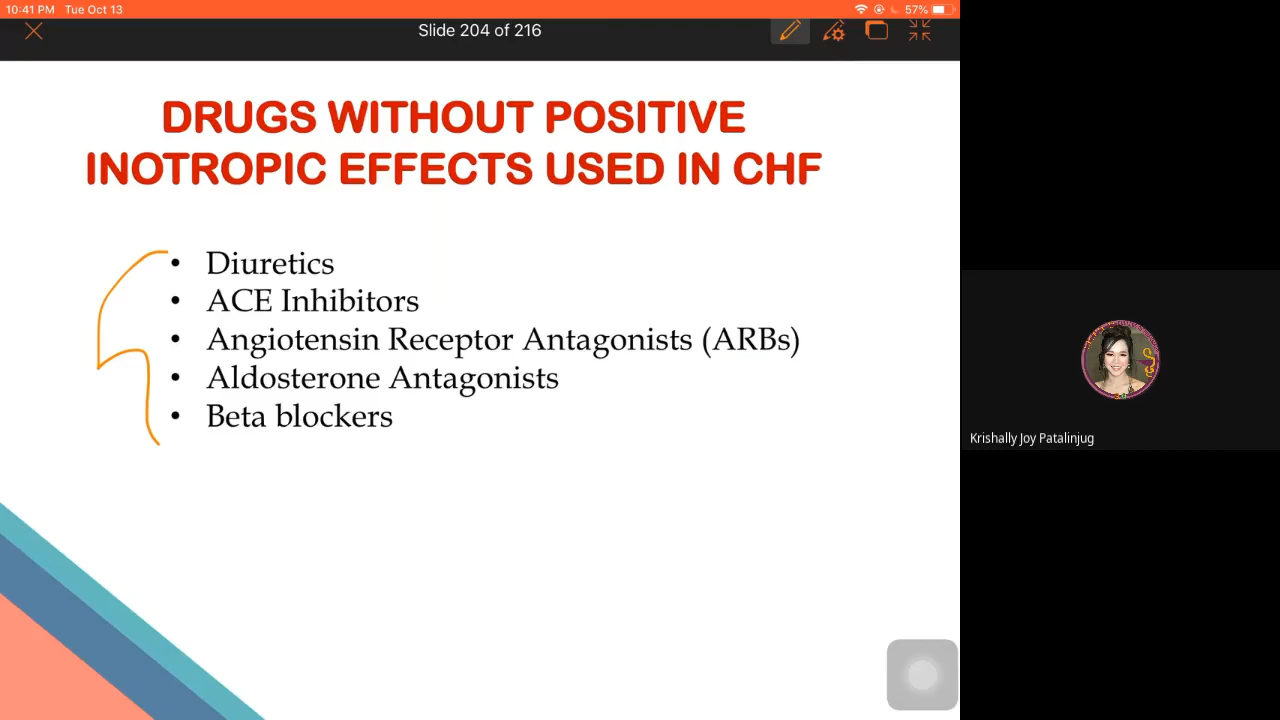 10:41 PM Tue Oct 13
57%
Slide 204 of 216
DRUGS WITHOUT POSITIVE
INOTROPIC EFFECTS USED IN CHF
• Diuretics
• ACE Inhibitors
• Angiotensin Receptor Antagonists (ARBs)
• Aldosterone Antagonists
• Beta blockers
Krishally Joy Patalinjug